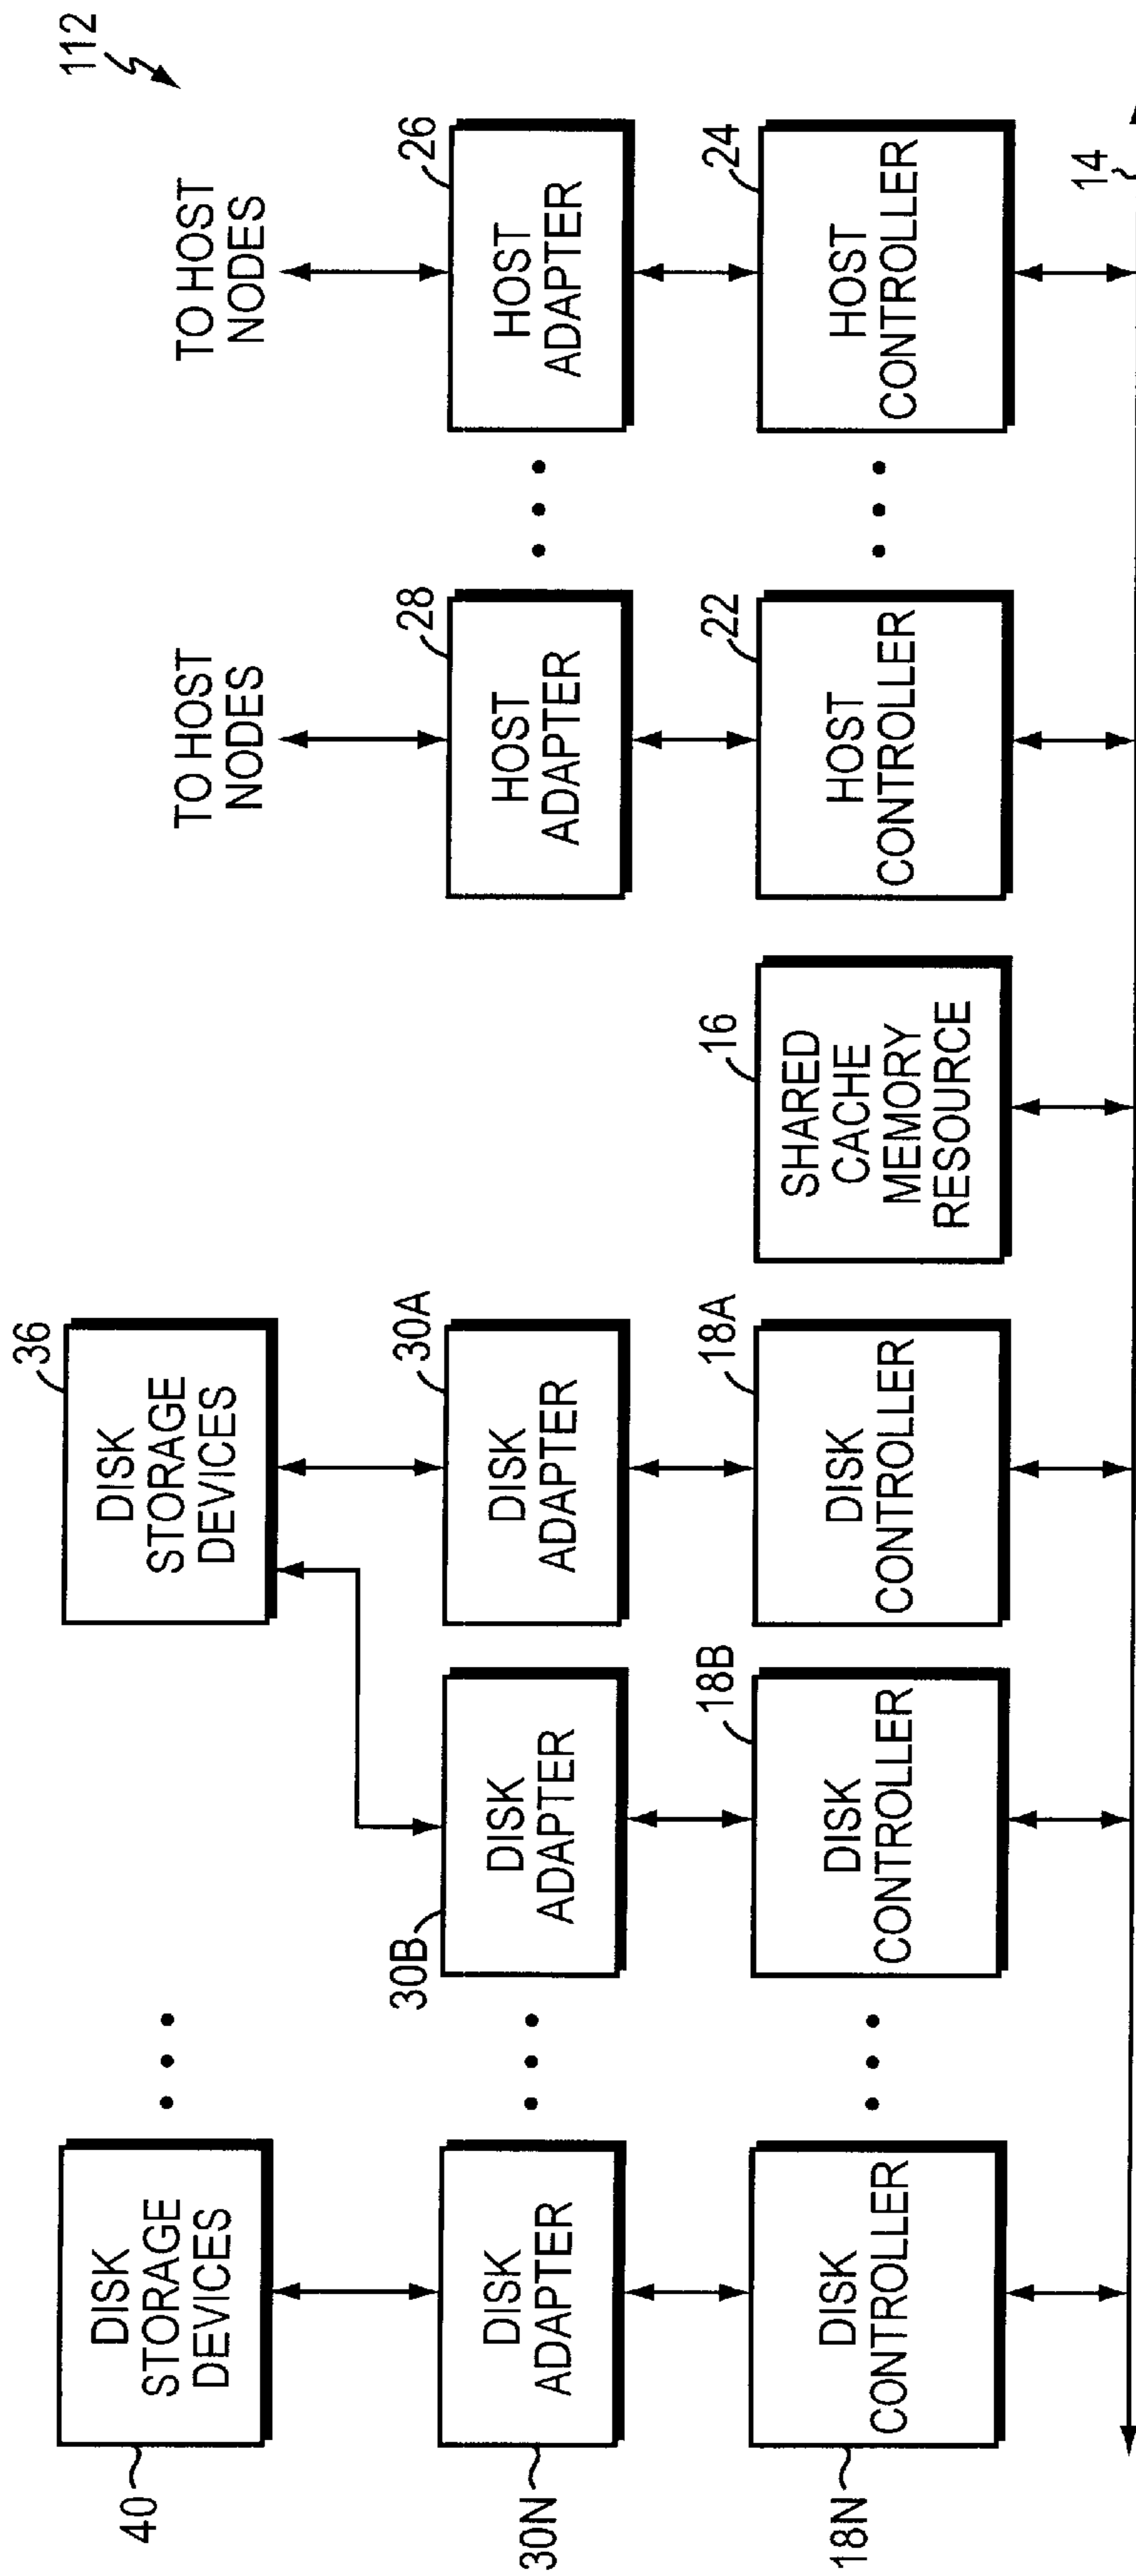 112
TO HOST
NODES
TO HOST
NODES
36
DISK
STORAGE
DEVICES
40
DISK
STORAGE
DEVICES
26
HOST
ADAPTER
28
HOST
ADAPTER
30A
DISK
ADAPTER
30B
DISK
ADAPTER
30N
DISK
ADAPTER
24
HOST
CONTROLLER
22
HOST
CONTROLLER
16
SHARED
CACHE
MEMORY
RESOURCE
18A
DISK
CONTROLLER
18B
DISK
CONTROLLER
18N
DISK
CONTROLLER
14